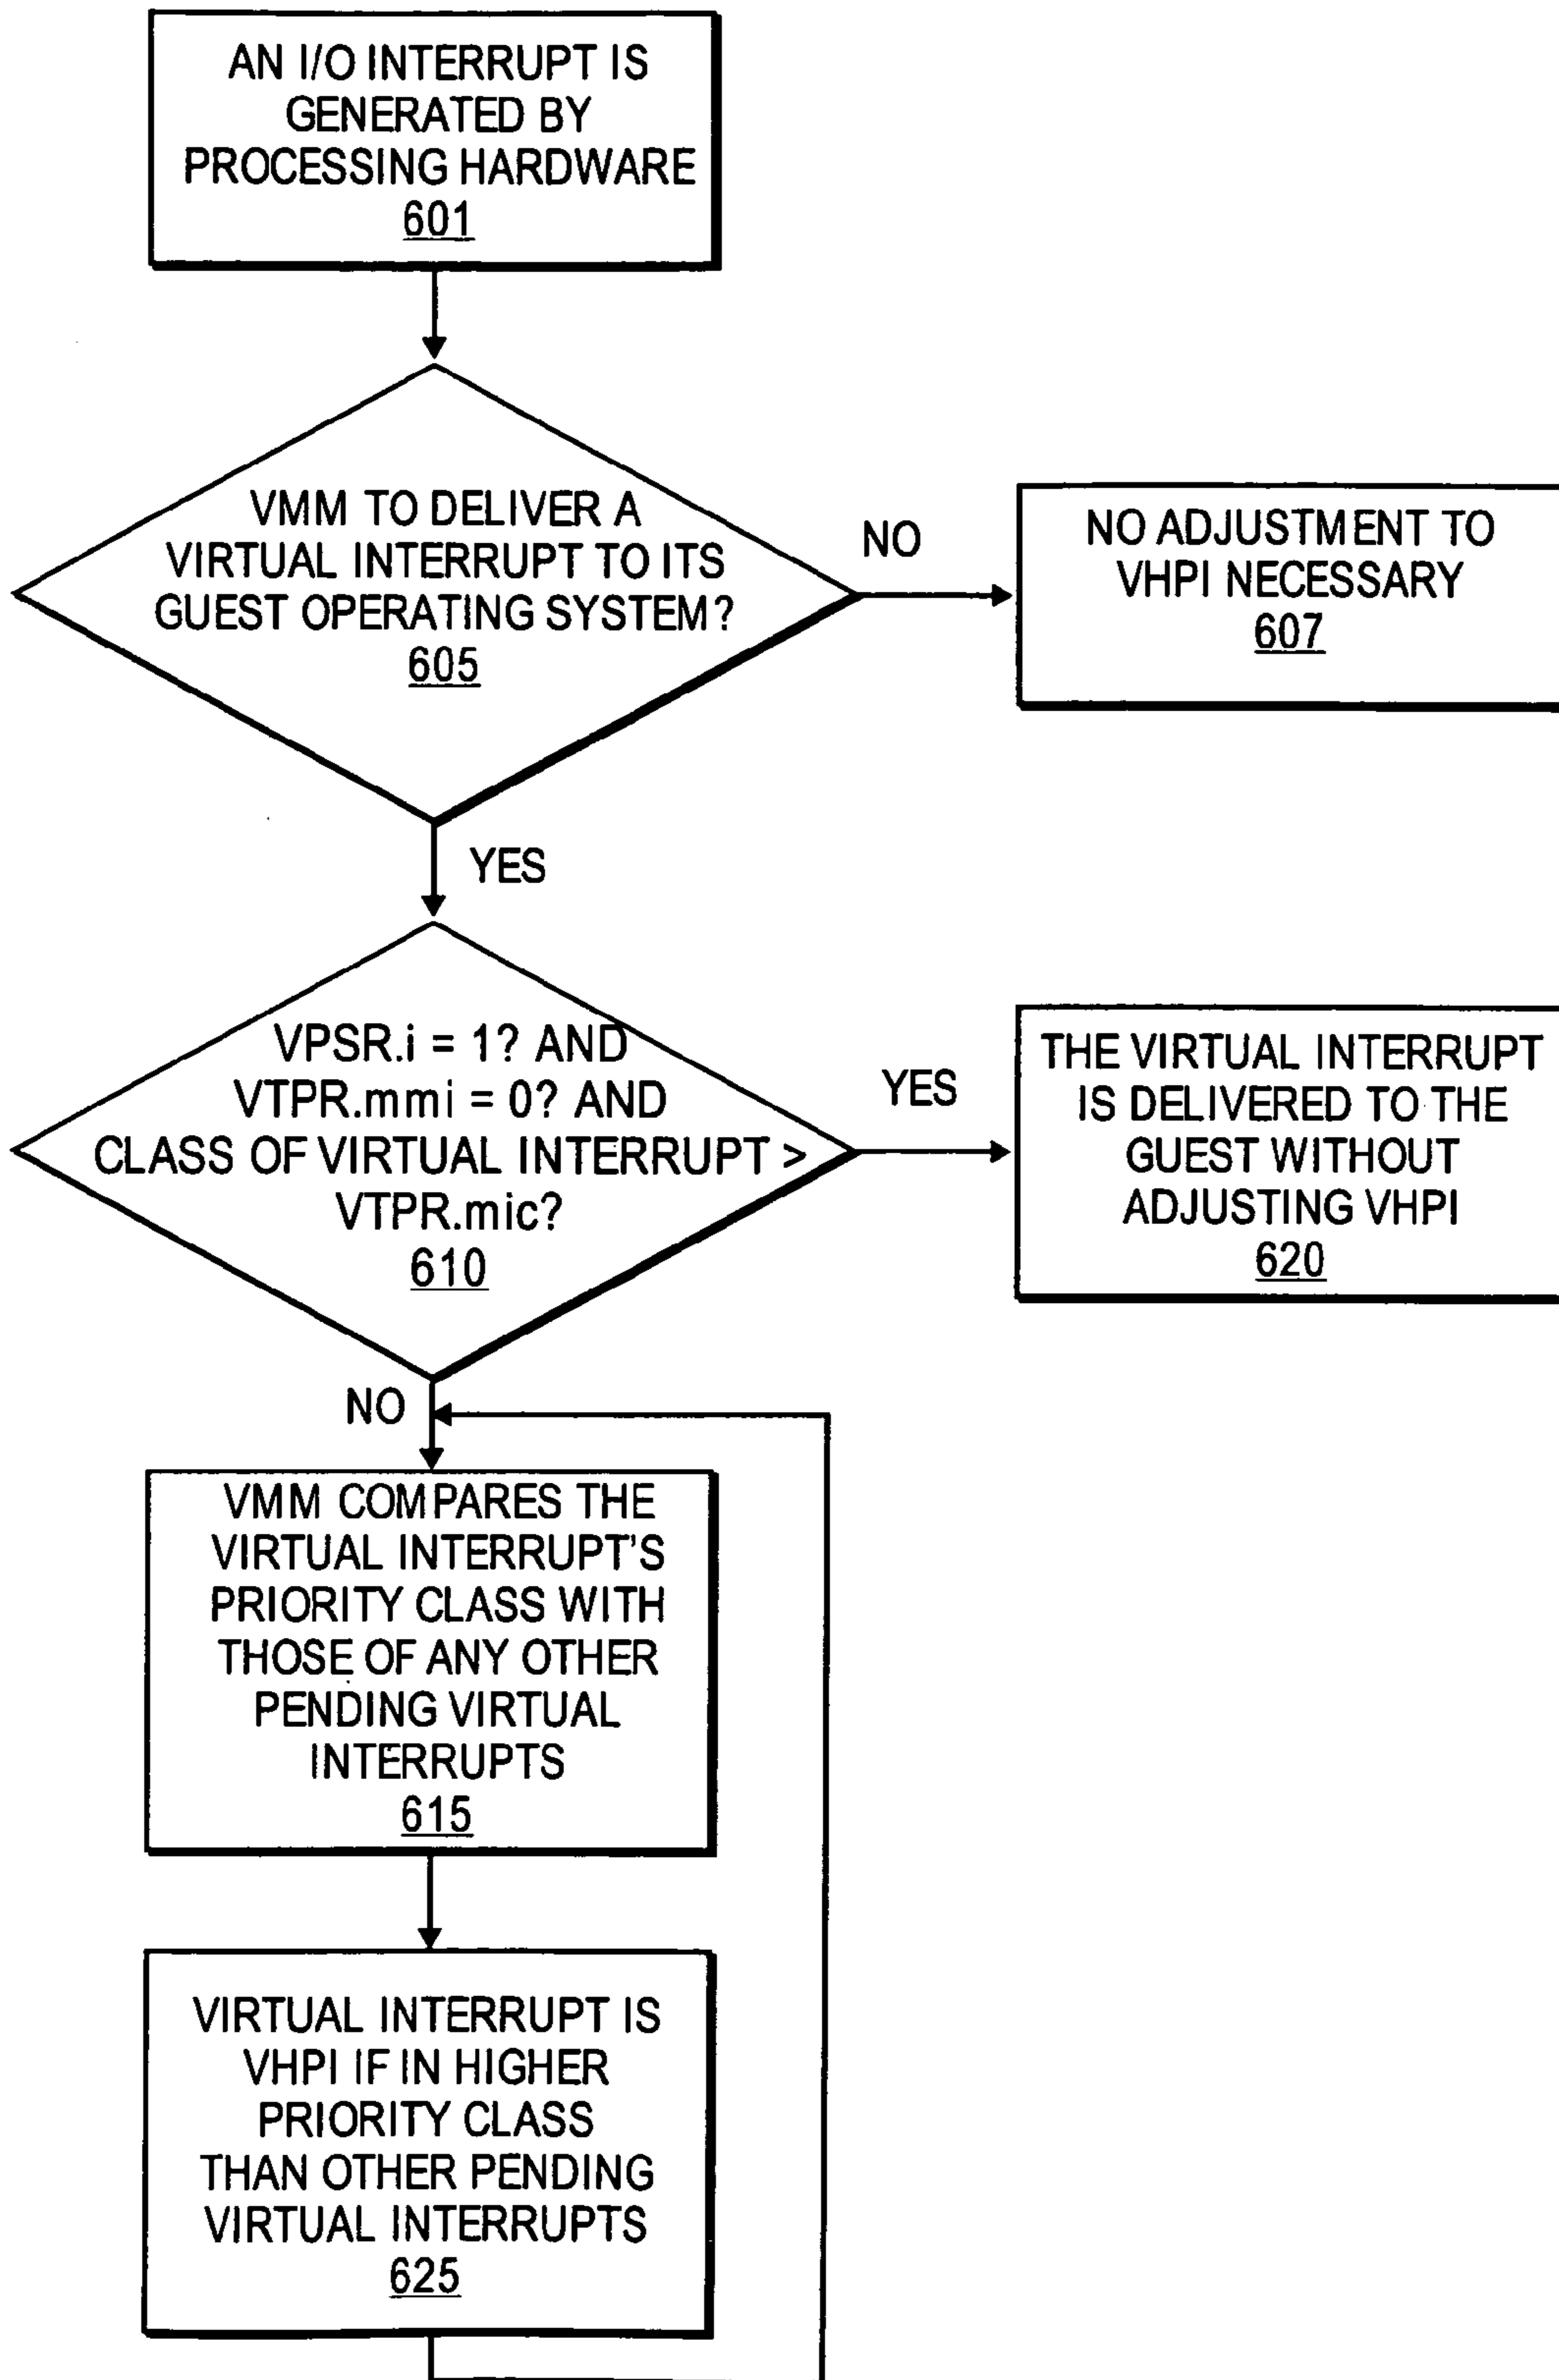 AN I/O INTERRUPT IS
GENERATED BY
PROCESSING HARDWARE
601
VMM TO DELIVER A
VIRTUAL INTERRUPT TO ITS
GUEST OPERATING SYSTEM?
605
NO
NO ADJUSTMENT TO
VHPI NECESSARY
607
YES
VPSR.i = 1? AND
VTPR.mmi = 0? AND
CLASS OF VIRTUAL INTERRUPT >
VTPR.mic?
610
YES
THE VIRTUAL INTERRUPT
IS DELIVERED TO THE
GUEST WITHOUT
ADJUSTING VHPI
620
NO
VMM COMPARES THE
VIRTUAL INTERRUPT'S
PRIORITY CLASS WITH
THOSE OF ANY OTHER
PENDING VIRTUAL
INTERRUPTS
615
VIRTUAL INTERRUPT IS
VHPI IF IN HIGHER
PRIORITY CLASS
THAN OTHER PENDING
VIRTUAL INTERRUPTS
625